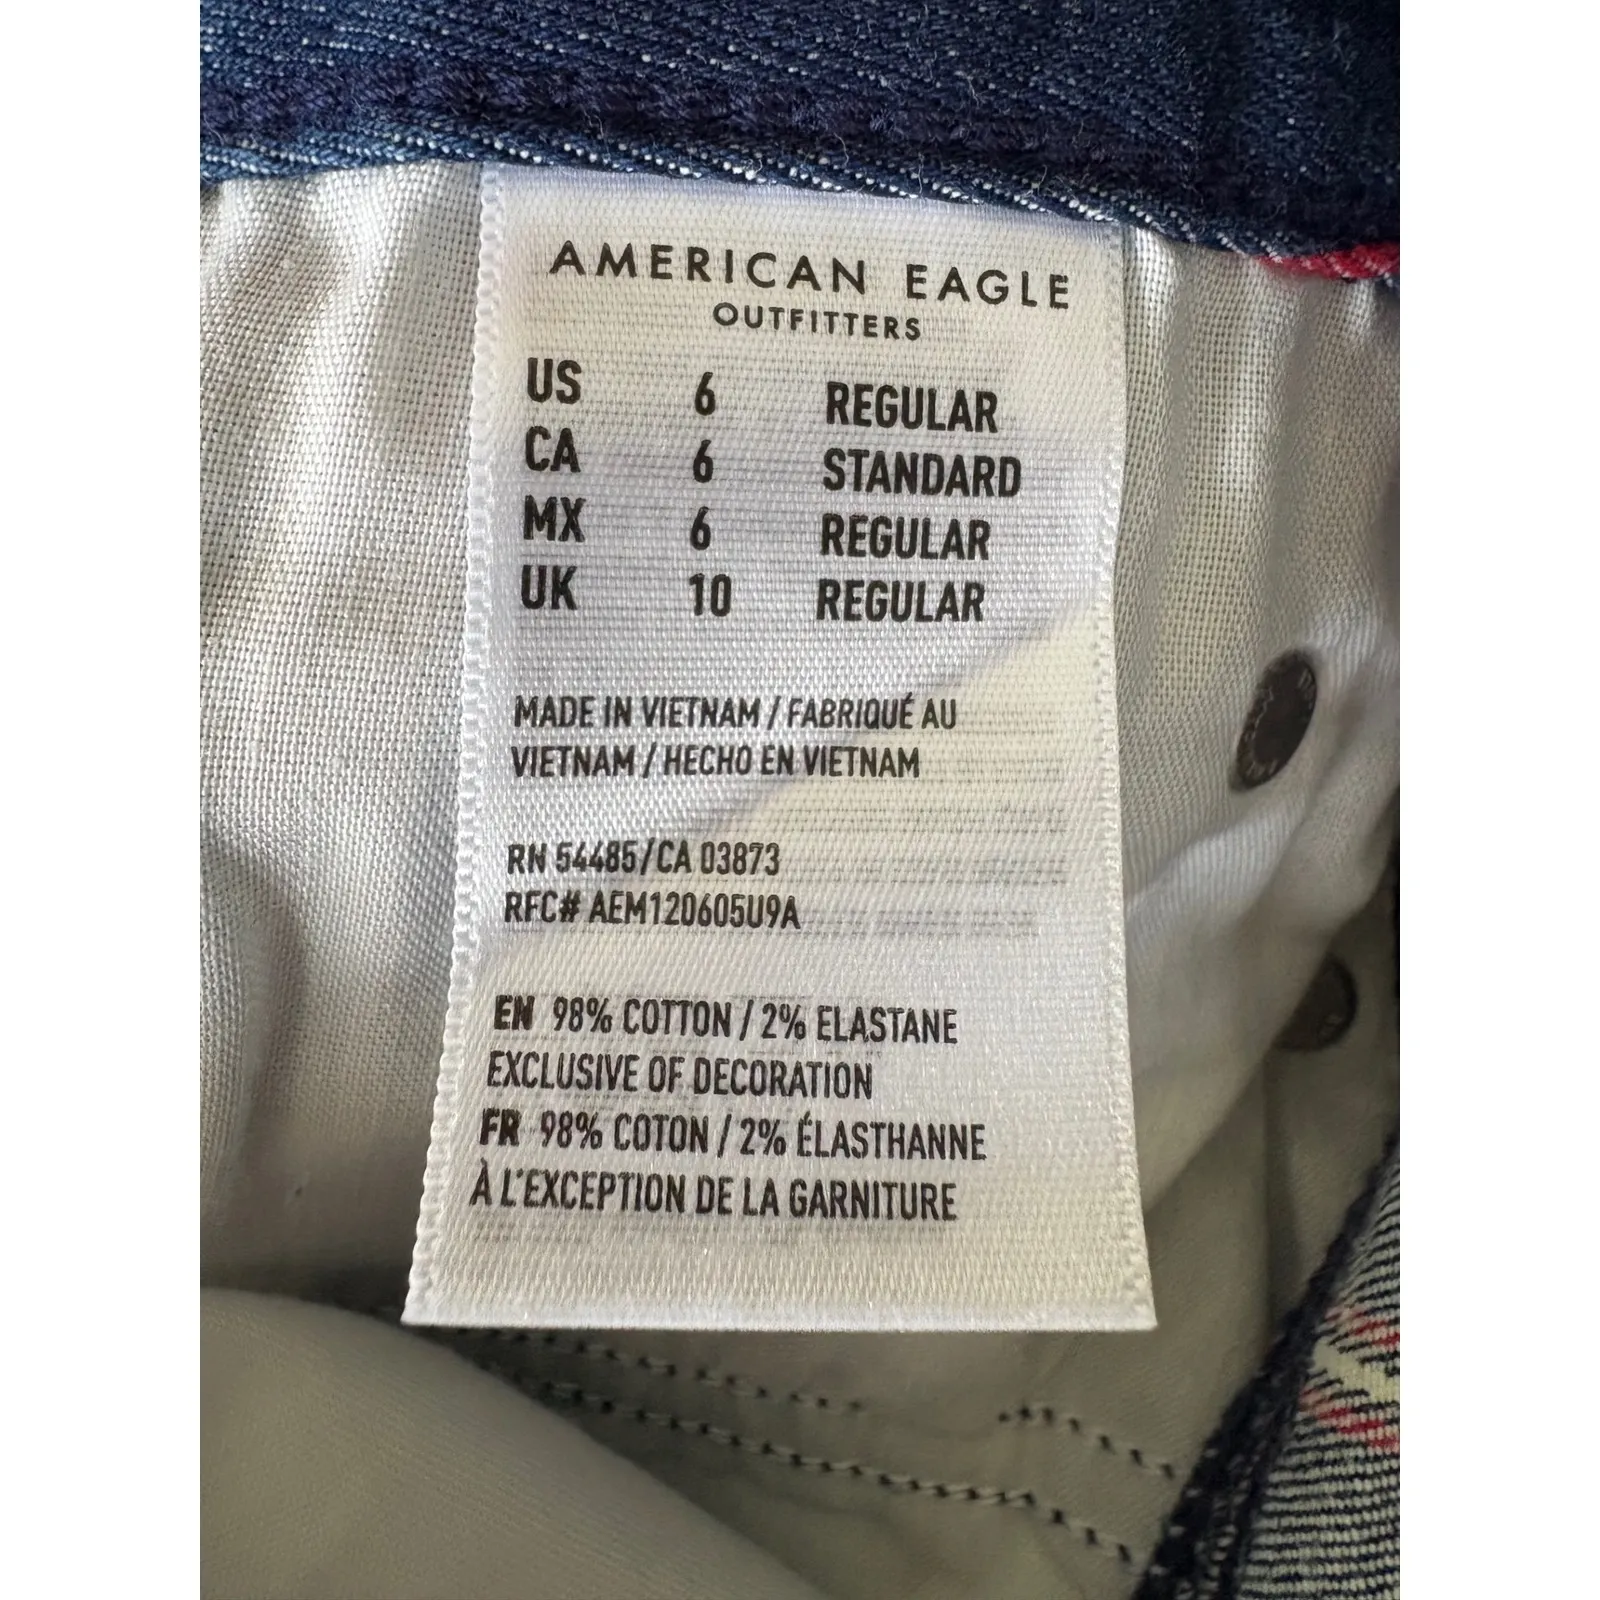 AMERICAN EAGLE
OUTFITTERS
US 6 REGULAR
CA 6 STANDARD
MX 6 REGULAR
UK 10 REGULAR
MADE IN VIETNAM / FABRIQUÉ AU
VIETNAM / HECHO EN VIETNAM
RN 54485/CA 03873
RFC# AEM120605U9A
EN 98% COTTON / 2% ELASTANE
EXCLUSIVE OF DECORATION
FR 98% COTON / 2% ÉLASTHANNE
À L'EXCEPTION DE LA GARNITURE